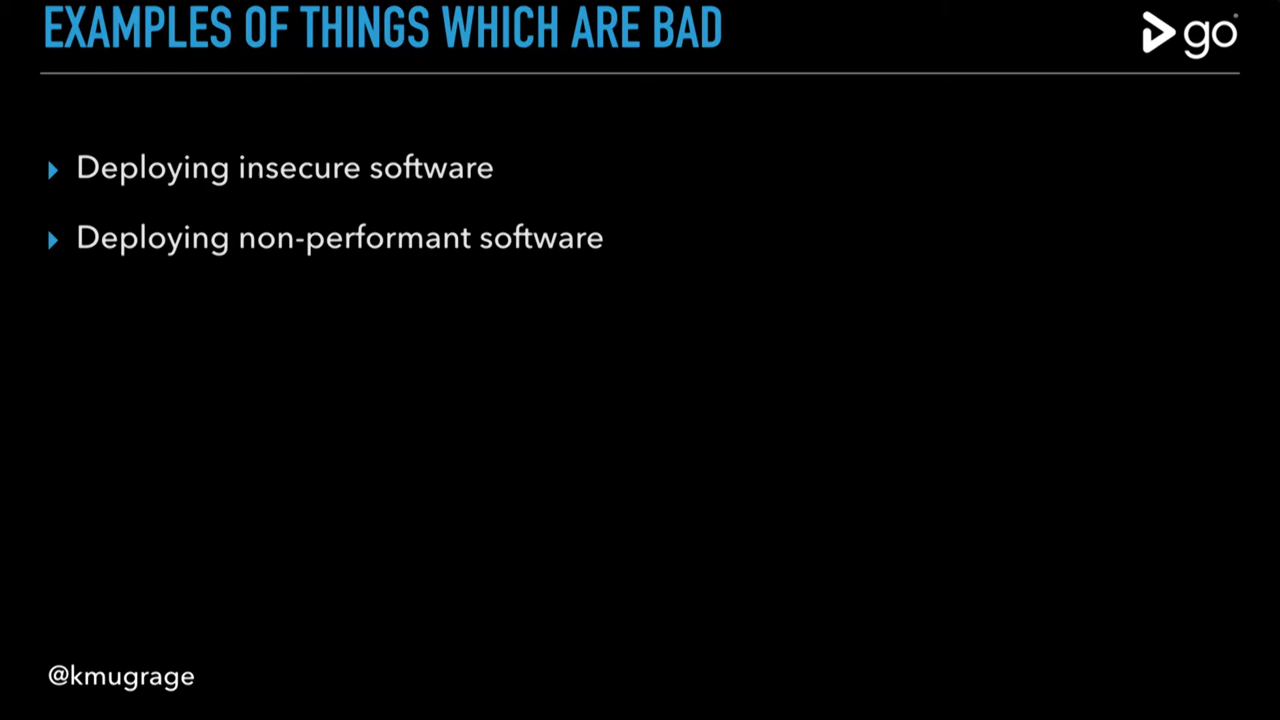 EXAMPLES OF THINGS WHICH ARE BAD
go
Deploying insecure software
Deploying non-performant software
@kmugrage